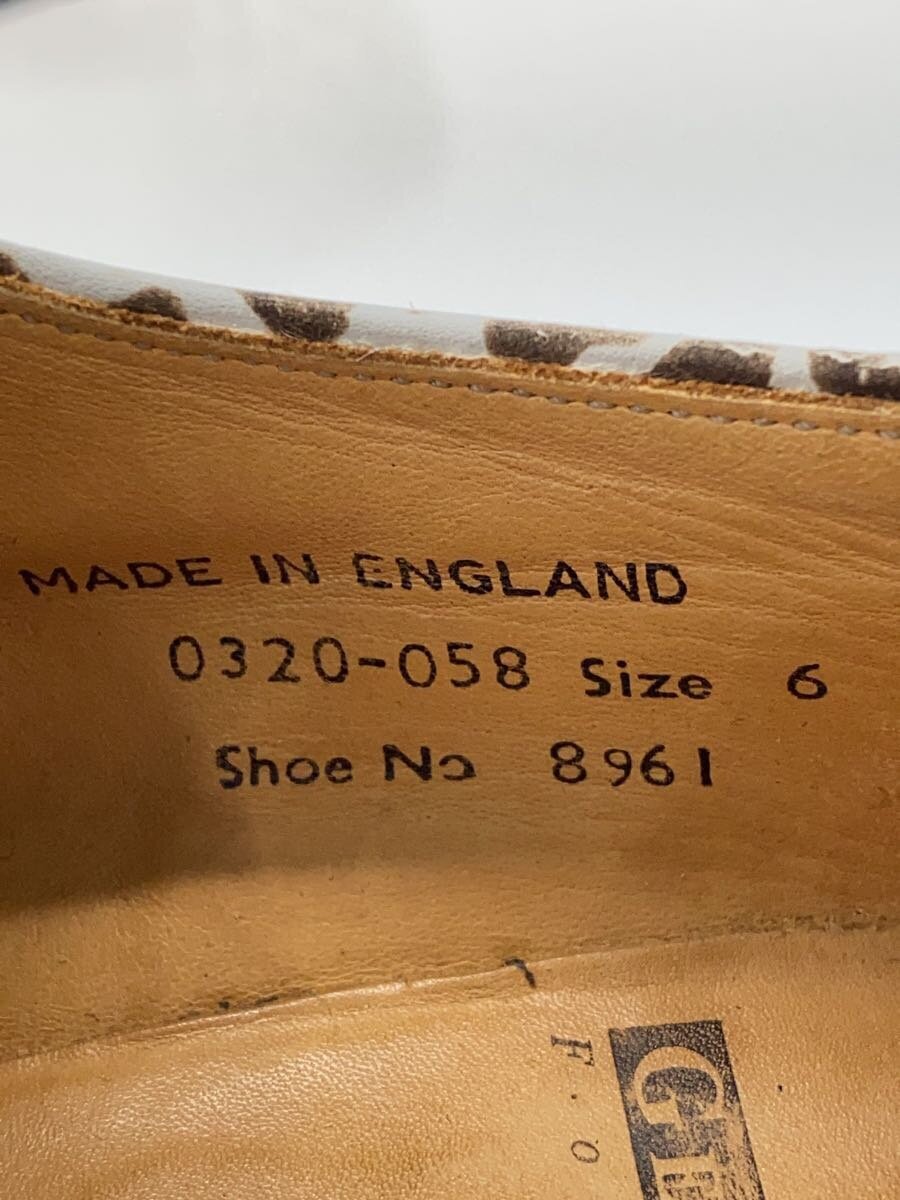 MADE IN ENGLAND
0320-058 Size 6
Shoe No 8961
F.O
G